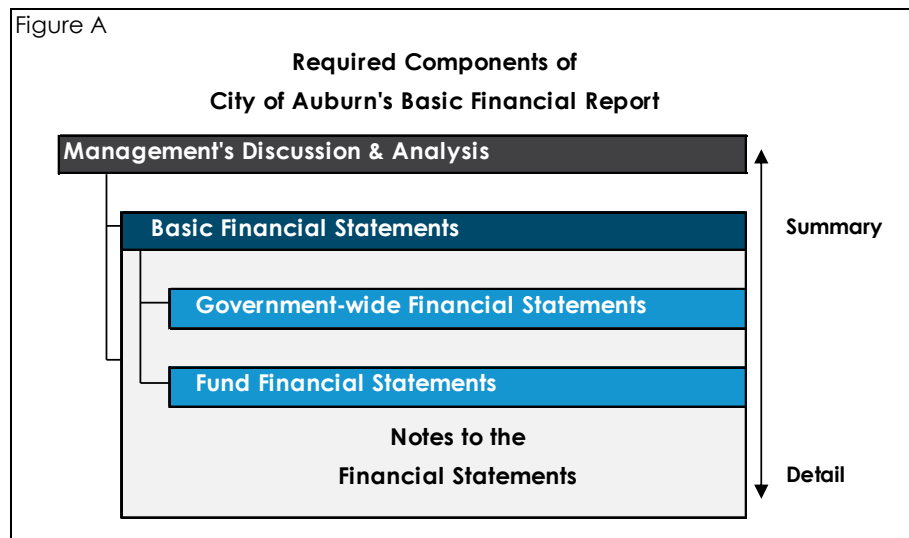 Figure A
Required Components of
City of Auburn's Basic Financial Report
Management's Discussion & Analysis
Basic Financial Statements
Summary
Government-wide Financial Statements
Fund Financial Statements
Notes to the
Financial Statements
Detail